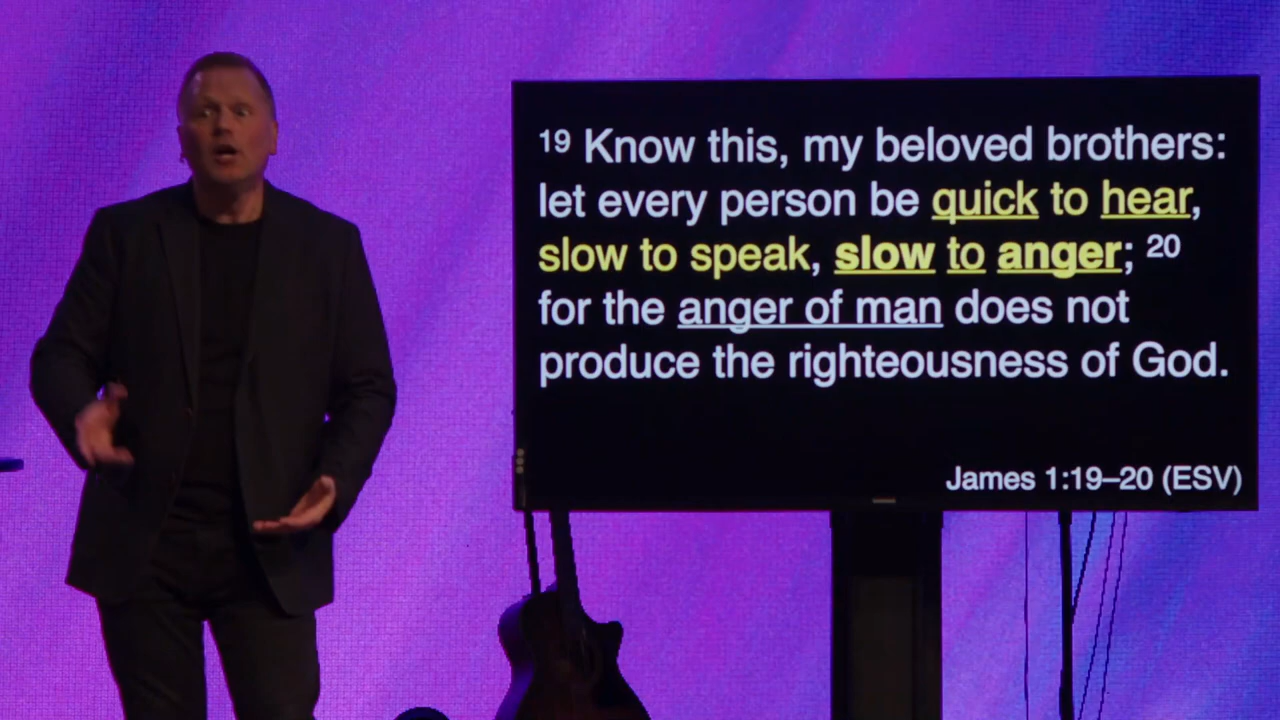 19 Know this, my beloved brothers:
let every person be quick to hear,
slow to speak, slow to anger; 20
for the anger of man does not
produce the righteousness of God.
James 1:19–20 (ESV)